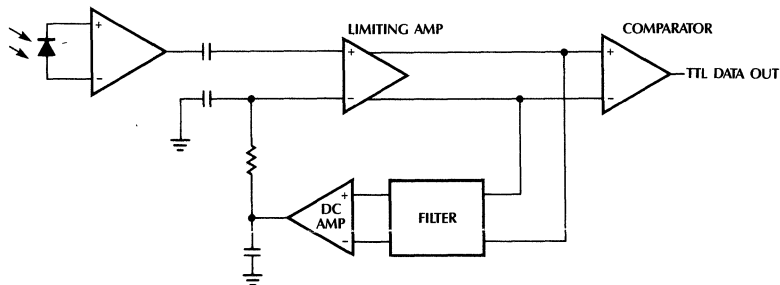 LIMITING AMP
COMPARATOR
+
−
+
−
+
−
TTL DATA OUT
DC
AMP
+
−
FILTER